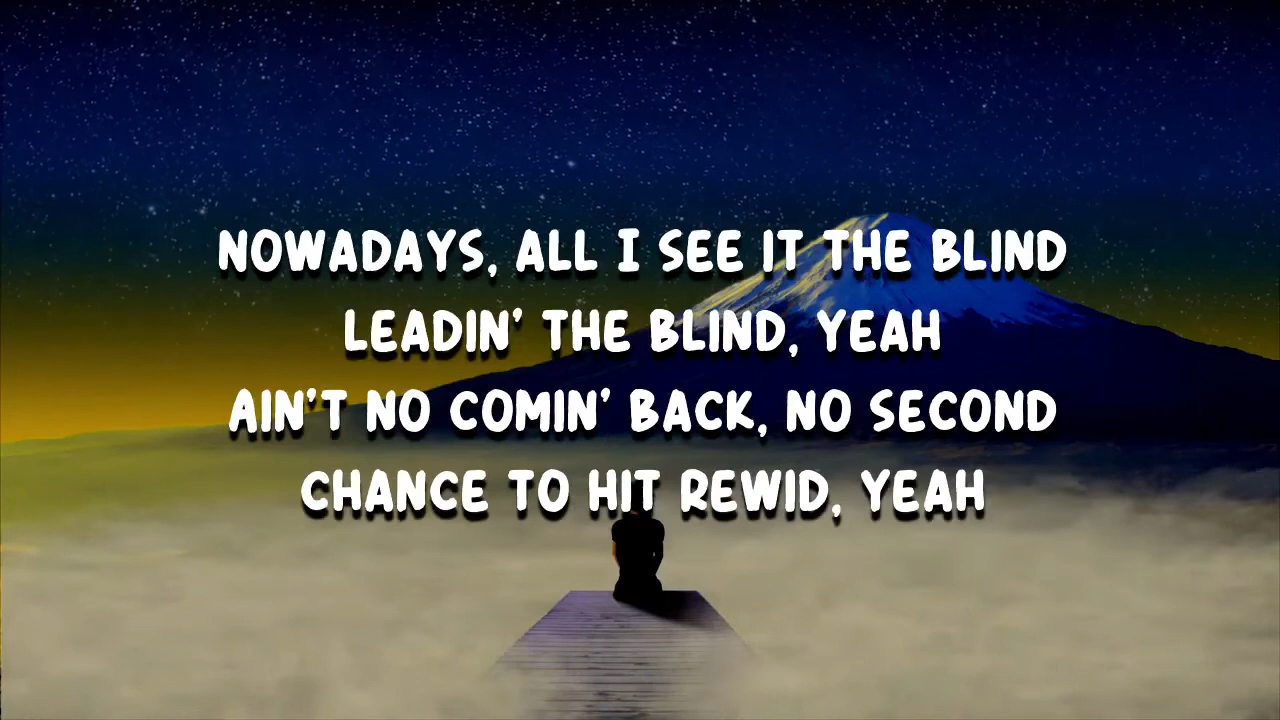 NOWADAYS, ALL I SEE IT THE BLIND
LEADIN' THE BLIND, YEAH
AIN'T NO COMIN' BACK, NO SECOND
CHANCE TO HIT REWID, YEAH